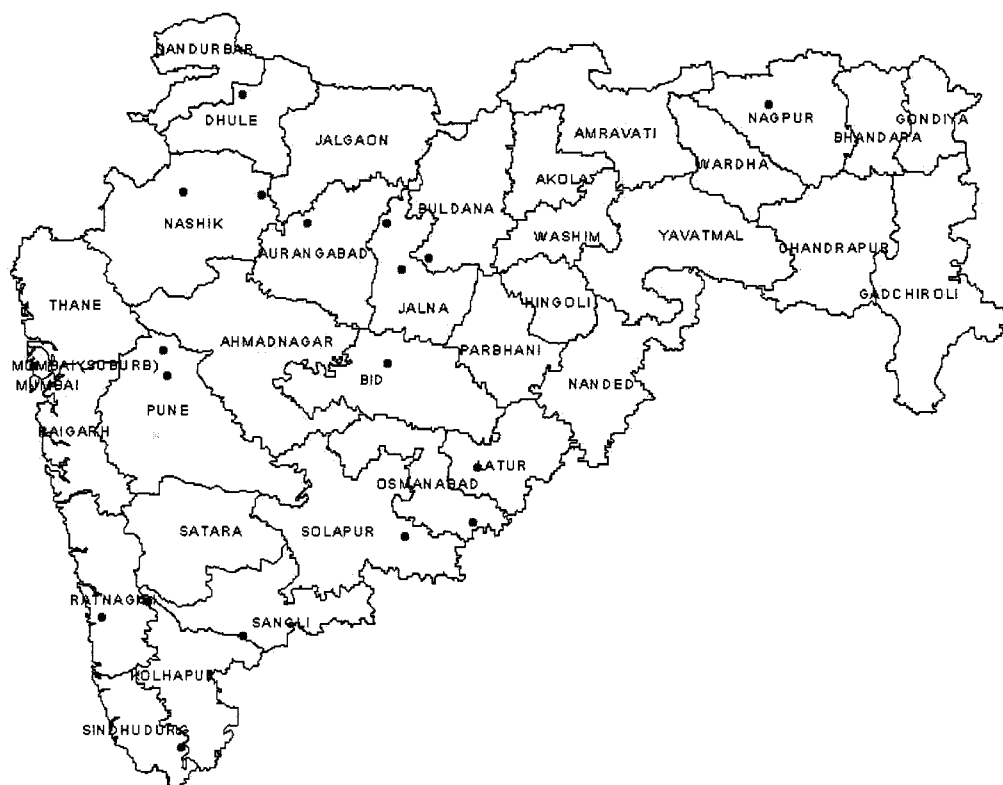 NANDURBAR
DHULE
JALGAON
AMRAVATI
NAGPUR
BHANDARA
GONDIYA
WARDHA
AKOLA
BULDANA
NASHIK
AURANGABAD
WASHIM
YAVATMAL
CHANDRAPUR
GADCHIROLI
THANE
JALNA
HINGOLI
AHMADNAGAR
PARBHANI
MUMBAI(SUBURB)
MUMBAI
BID
NANDED
PUNE
RAIGARH
LATUR
OSMANABAD
SATARA
SOLAPUR
RATNAGIRI
SANGLI
KOLHAPUR
SINDHUDURG